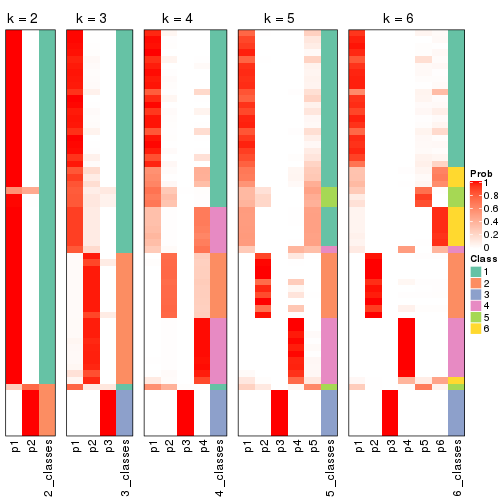 k = 2
k = 3
k = 4
k = 5
k = 6
Prob
1
0.8
0.6
0.4
0.2
0
Class
1
2
3
4
5
6
p1
p2
2_classes
p1
p2
p3
3_classes
p1
p2
p3
p4
4_classes
p1
p2
p3
p4
p5
5_classes
p1
p2
p3
p4
p5
p6
6_classes